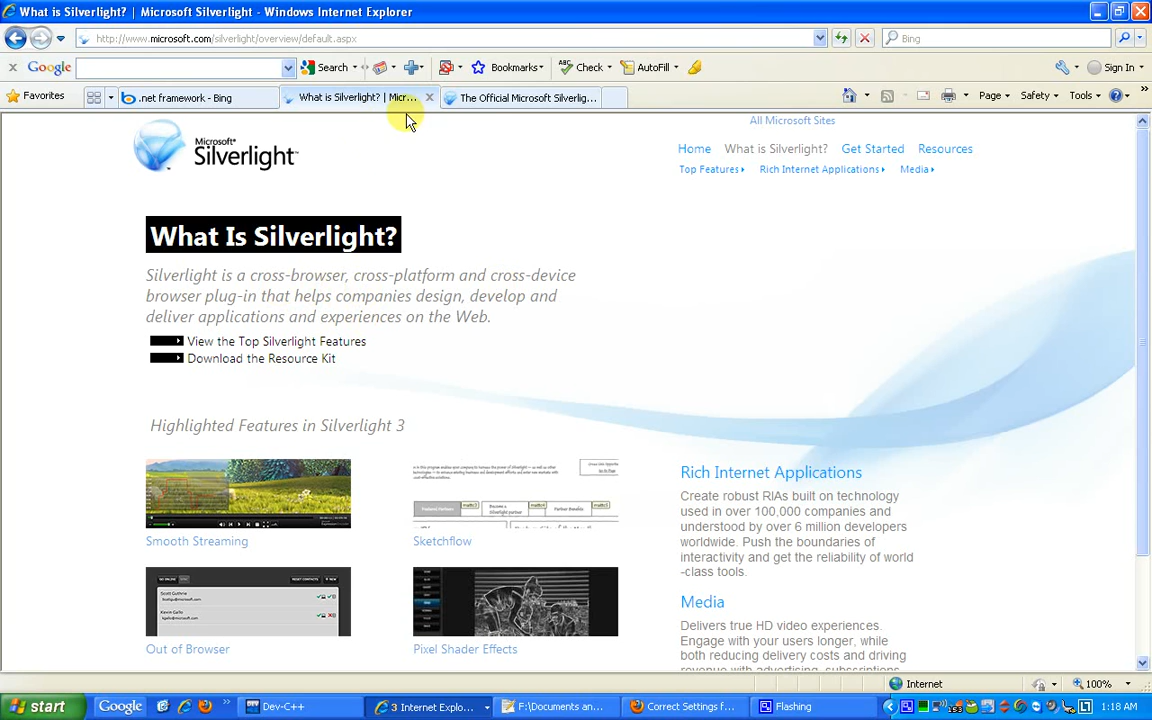 What is Silverlight? | Microsoft Silverlight - Windows Internet Explorer
http://www.microsoft.com/silverlight/overview/default.aspx
Bing
x Google Search Bookmarks Check AutoFill Sign In
Favorites .net framework - Bing What is Silverlight? | Micr... The Official Microsoft Silverlig... Page Safety Tools
All Microsoft Sites
Microsoft®
Silverlight™
Home What is Silverlight? Get Started Resources
Top Features Rich Internet Applications Media
What Is Silverlight?
Silverlight is a cross-browser, cross-platform and cross-device
browser plug-in that helps companies design, develop and
deliver applications and experiences on the Web.
View the Top Silverlight Features
Download the Resource Kit
Highlighted Features in Silverlight 3
Smooth Streaming
Sketchflow
Out of Browser
Pixel Shader Effects
Rich Internet Applications
Create robust RIAs built on technology
used in over 100,000 companies and
understood by over 6 million developers
worldwide. Push the boundaries of
interactivity and get the reliability of world
-class tools.
Media
Delivers true HD video experiences.
Engage with your users longer, while
both reducing delivery costs and driving
revenue with advertising, subscriptions
Internet 100%
start Google Dev-C++ 3 Internet Explo... F:\Documents an... Correct Settings f... Flashing 1:18 AM